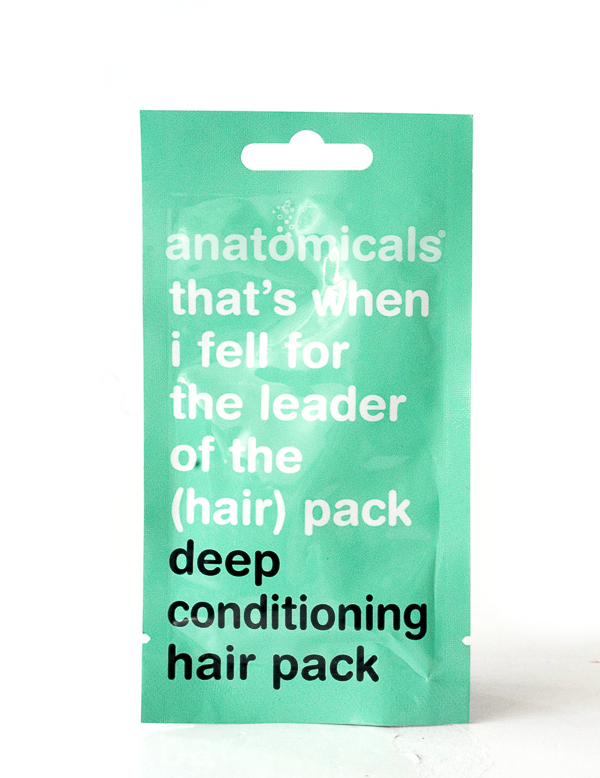 anatomicals®
that's when
i fell for
the leader
of the
(hair) pack
deep
conditioning
hair pack